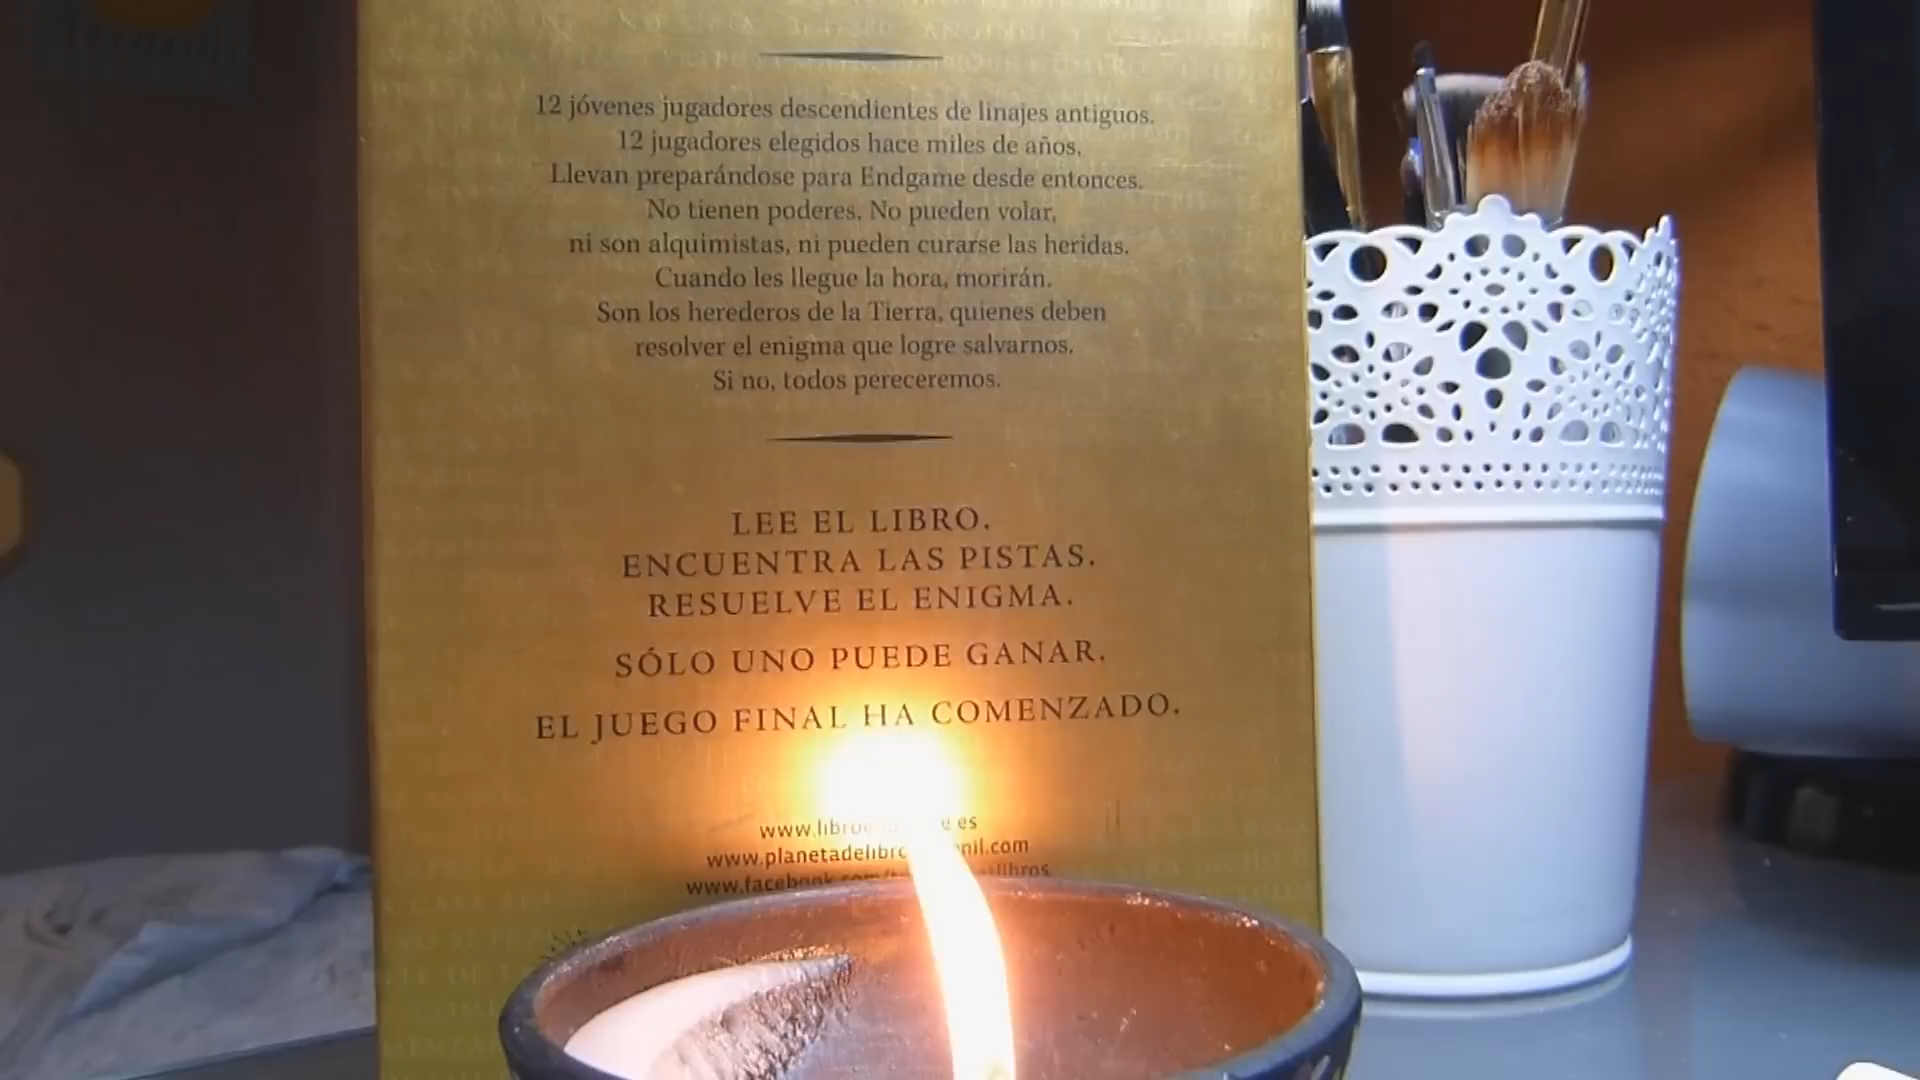 12 jóvenes jugadores descendientes de linajes antiguos.
12 jugadores elegidos hace miles de años.
Llevan preparándose para Endgame desde entonces.
No tienen poderes. No pueden volar,
ni son alquimistas, ni pueden curarse las heridas.
Cuando les llegue la hora, morirán.
Son los herederos de la Tierra, quienes deben
resolver el enigma que logre salvarnos.
Si no, todos pereceremos.
LEE EL LIBRO.
ENCUENTRA LAS PISTAS.
RESUELVE EL ENIGMA.
SÓLO UNO PUEDE GANAR.
EL JUEGO FINAL HA COMENZADO.